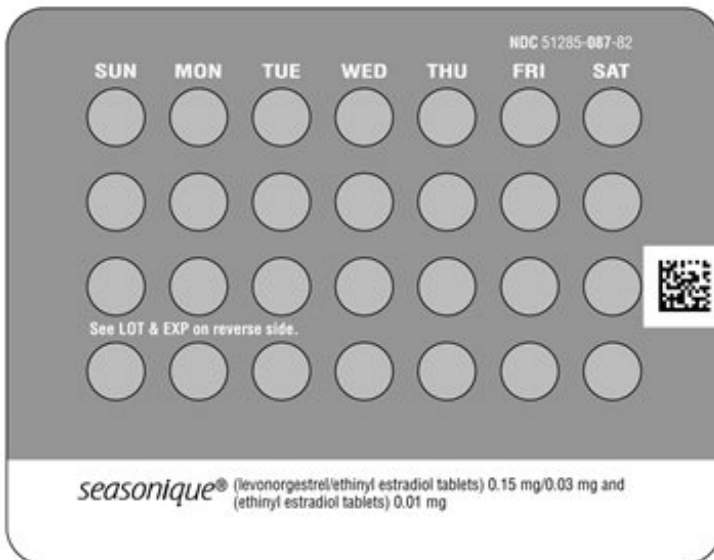 NDC 51285-087-82
SUN MON TUE WED THU FRI SAT
See LOT & EXP on reverse side.
seasonique® (levonorgestrel/ethinyl estradiol tablets) 0.15 mg/0.03 mg and
(ethinyl estradiol tablets) 0.01 mg